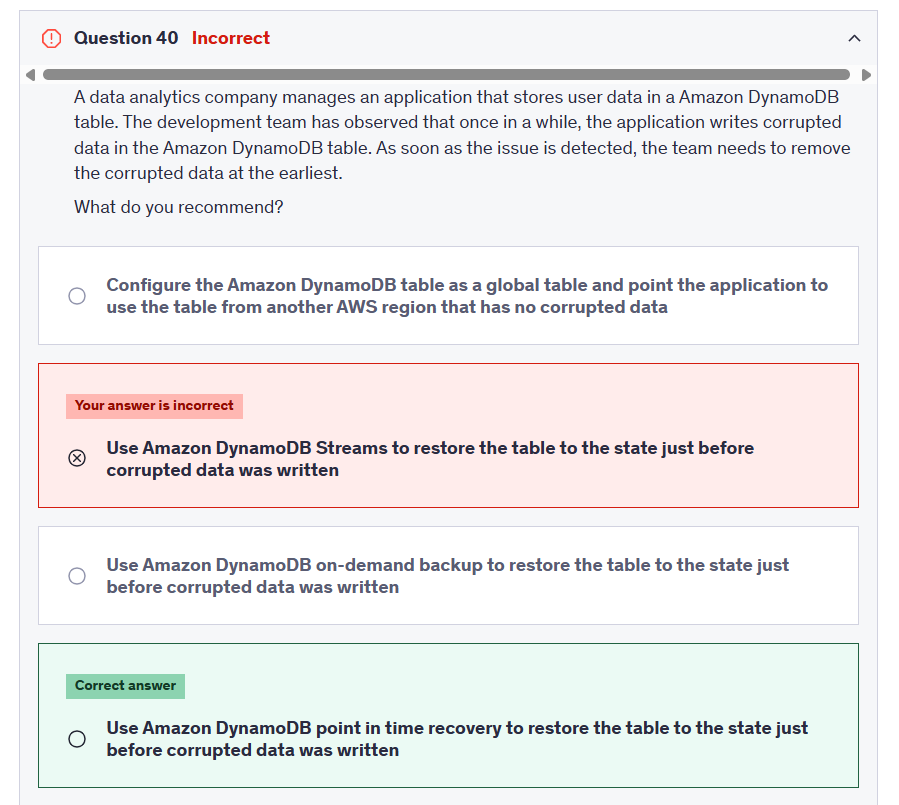 Question 40 Incorrect
A data analytics company manages an application that stores user data in a Amazon DynamoDB
table. The development team has observed that once in a while, the application writes corrupted
data in the Amazon DynamoDB table. As soon as the issue is detected, the team needs to remove
the corrupted data at the earliest.
What do you recommend?
Configure the Amazon DynamoDB table as a global table and point the application to
use the table from another AWS region that has no corrupted data
Your answer is incorrect
Use Amazon DynamoDB Streams to restore the table to the state just before
corrupted data was written
Use Amazon DynamoDB on-demand backup to restore the table to the state just
before corrupted data was written
Correct answer
Use Amazon DynamoDB point in time recovery to restore the table to the state just
before corrupted data was written